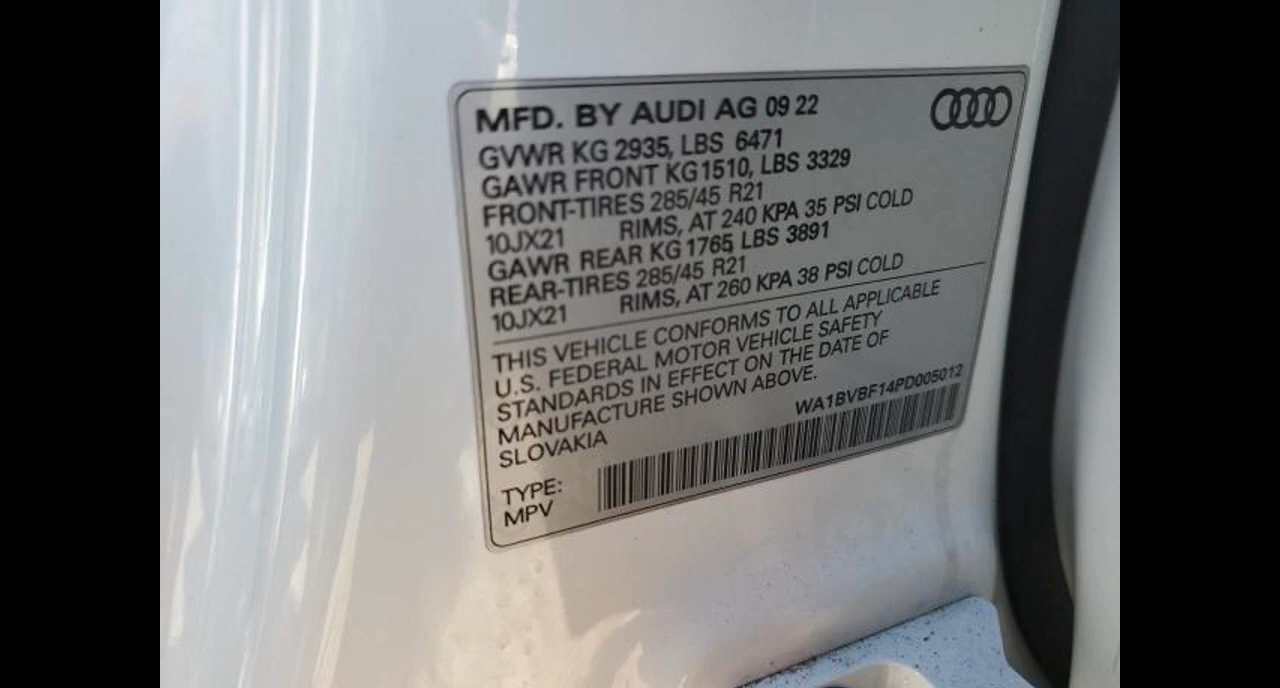 MFD. BY AUDI AG 09 22
GVWR KG 2935, LBS 6471
GAWR FRONT KG1510, LBS 3329
FRONT-TIRES 285/45 R21
10JX21 RIMS, AT 240 KPA 35 PSI COLD
GAWR REAR KG 1765, LBS 3891
REAR-TIRES 285/45 R21
10JX21 RIMS, AT 260 KPA 38 PSI COLD
THIS VEHICLE CONFORMS TO ALL APPLICABLE
U.S. FEDERAL MOTOR VEHICLE SAFETY
STANDARDS IN EFFECT ON THE DATE OF
MANUFACTURE SHOWN ABOVE.
SLOVAKIA
WA1BVBF14PD005012
TYPE:
MPV